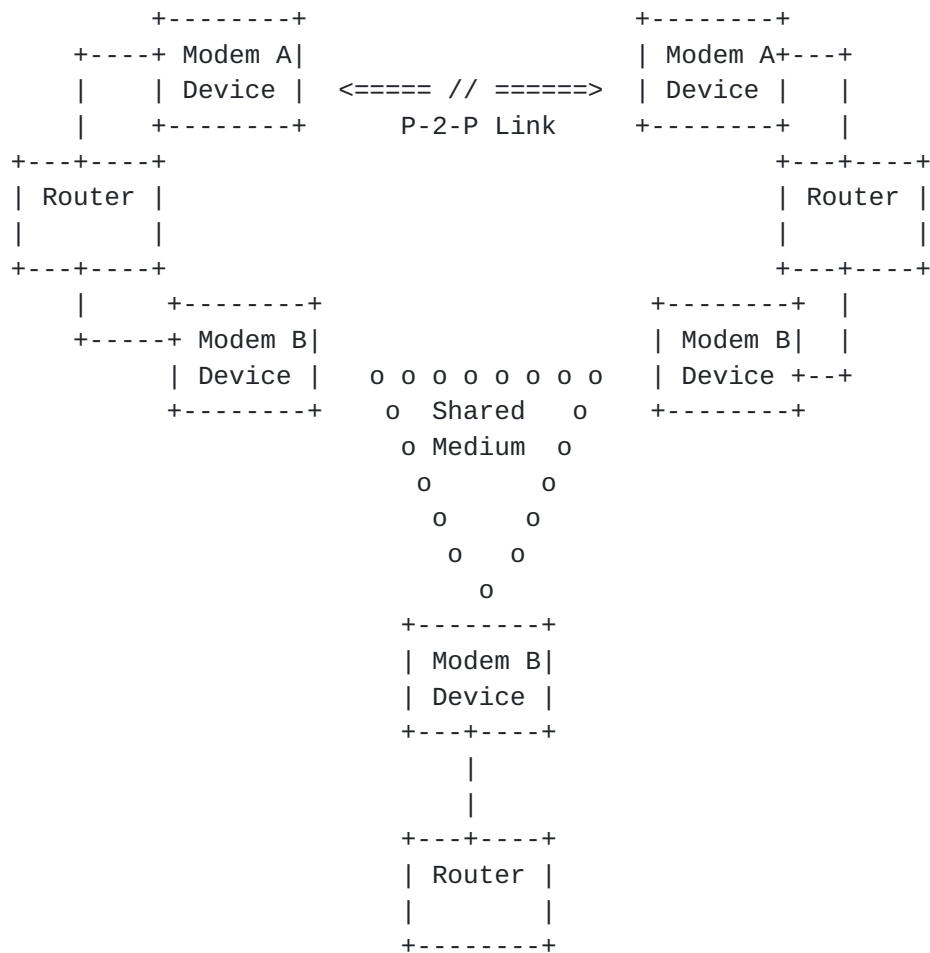 Modem A Modem A
Device <===== // ======> Device
P-2-P Link
Router Router
Modem B Modem B
Device o o o o o o o o Device
o Shared o
o Medium o
o o
o o
o o
o
Modem B
Device
Router